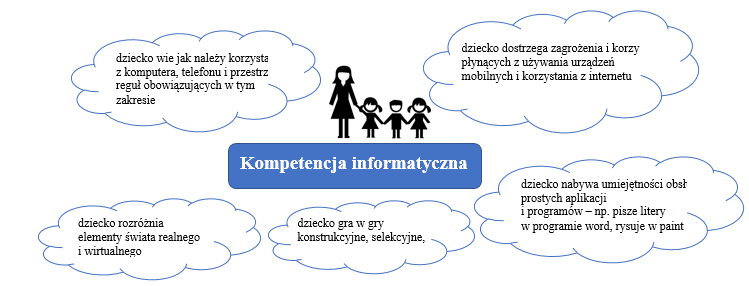 dziecko wie jak należy korzysta
z komputera, telefonu i przestrz
reguł obowiązujących w tym
zakresie
dziecko dostrzega zagrożenia i korzy
płynących z używania urządzeń
mobilnych i korzystania z internetu
Kompetencja informatyczna
dziecko nabywa umiejętności obsł
prostych aplikacji
i programów – np. pisze litery
w programie word, rysuje w paint
dziecko rozróżnia
elementy świata realnego
i wirtualnego
dziecko gra w gry
konstrukcyjne, selekcyjne,